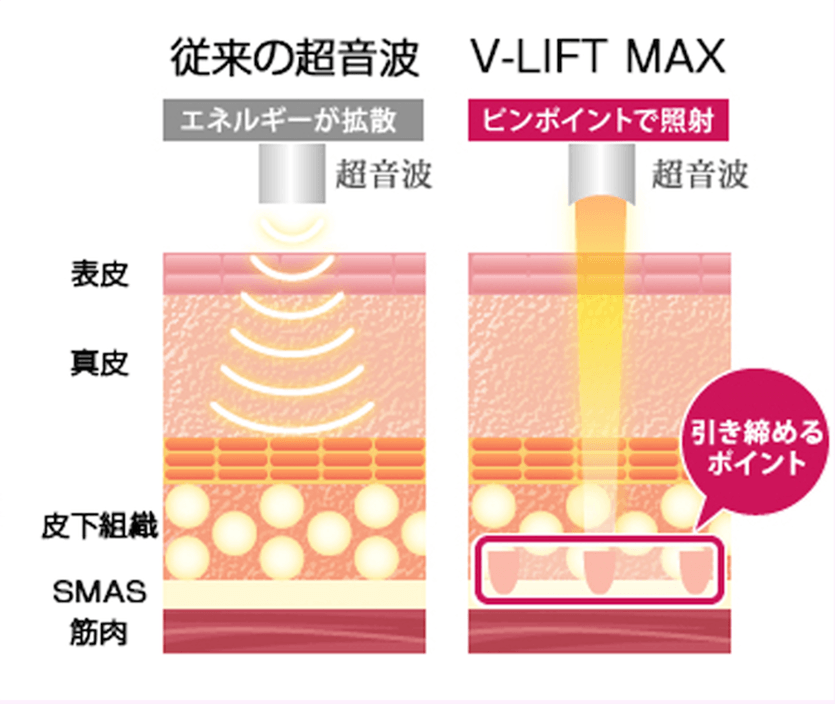 従来の超音波
V-LIFT MAX
エネルギーが拡散
ピンポイントで照射
超音波
超音波
表皮
真皮
引き締める
ポイント
皮下組織
SMAS
筋肉